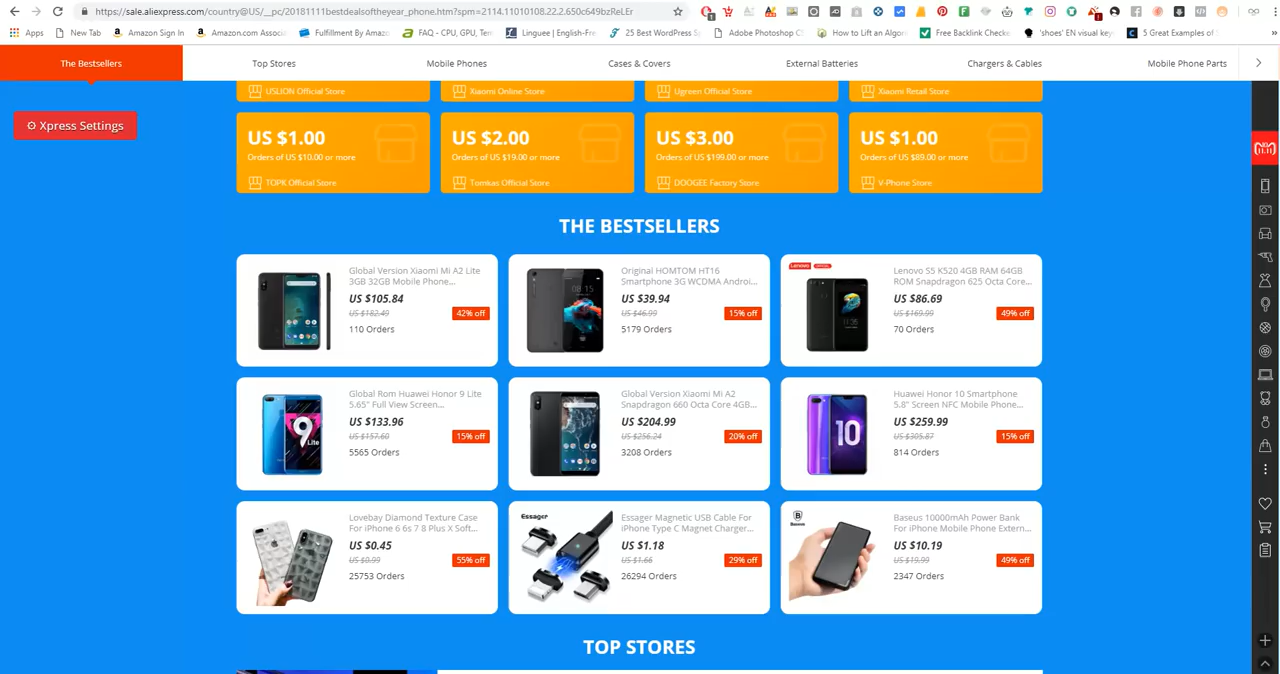 https://sale.aliexpress.com/country@US/__pc/20181111bestdealsoftheyear_phone.htm?spm=2114.11010108.22.2.650c649bzReLEr
Apps New Tab Amazon Sign In Amazon.com Associ Fulfillment By Amazo FAQ - CPU, GPU, Tem Linguee | English-Fre 25 Best WordPress S Adobe Photoshop C How to Lift an Algor Free Backlink Checke 'shoes' EN visual key 5 Great Examples of
The Bestsellers Top Stores Mobile Phones Cases & Covers External Batteries Chargers & Cables Mobile Phone Parts
Xpress Settings
USLION Official Store Xiaomi Online Store Ugreen Official Store Xiaomi Retail Store
US $1.00 US $2.00 US $3.00 US $1.00
Orders of US $10.00 or more Orders of US $19.00 or more Orders of US $199.00 or more Orders of US $89.00 or more
TOPK Official Store Tomkas Official Store DOOGEE Factory Store V-Phone Store
THE BESTSELLERS
Global Version Xiaomi Mi A2 Lite
3GB 32GB Mobile Phone...
US $105.84
US $182.49 42% off
110 Orders
Original HOMTOM HT16
Smartphone 3G WCDMA Androi...
US $39.94
US $46.99 15% off
5179 Orders
Lenovo OFFICIAL
Lenovo S5 K520 4GB RAM 64GB
ROM Snapdragon 625 Octa Core...
US $86.69
US $169.99 49% off
70 Orders
Global Rom Huawei Honor 9 Lite
5.65" Full View Screen...
US $133.96
US $157.60 15% off
5565 Orders
9
Lite
Global Version Xiaomi Mi A2
Snapdragon 660 Octa Core 4GB...
US $204.99
US $256.24 20% off
3208 Orders
Huawei Honor 10 Smartphone
5.8" Screen NFC Mobile Phone...
US $259.99
US $305.87 15% off
814 Orders
10
Lovebay Diamond Texture Case
For iPhone 6 6s 7 8 Plus X Soft...
US $0.45
US $0.99 55% off
25753 Orders
Essager
Essager Magnetic USB Cable For
iPhone Type C Magnet Charger...
US $1.18
US $1.66 29% off
26294 Orders
Baseus
Baseus 10000mAh Power Bank
For iPhone Mobile Phone Extern...
US $10.19
US $19.99 49% off
2347 Orders
TOP STORES